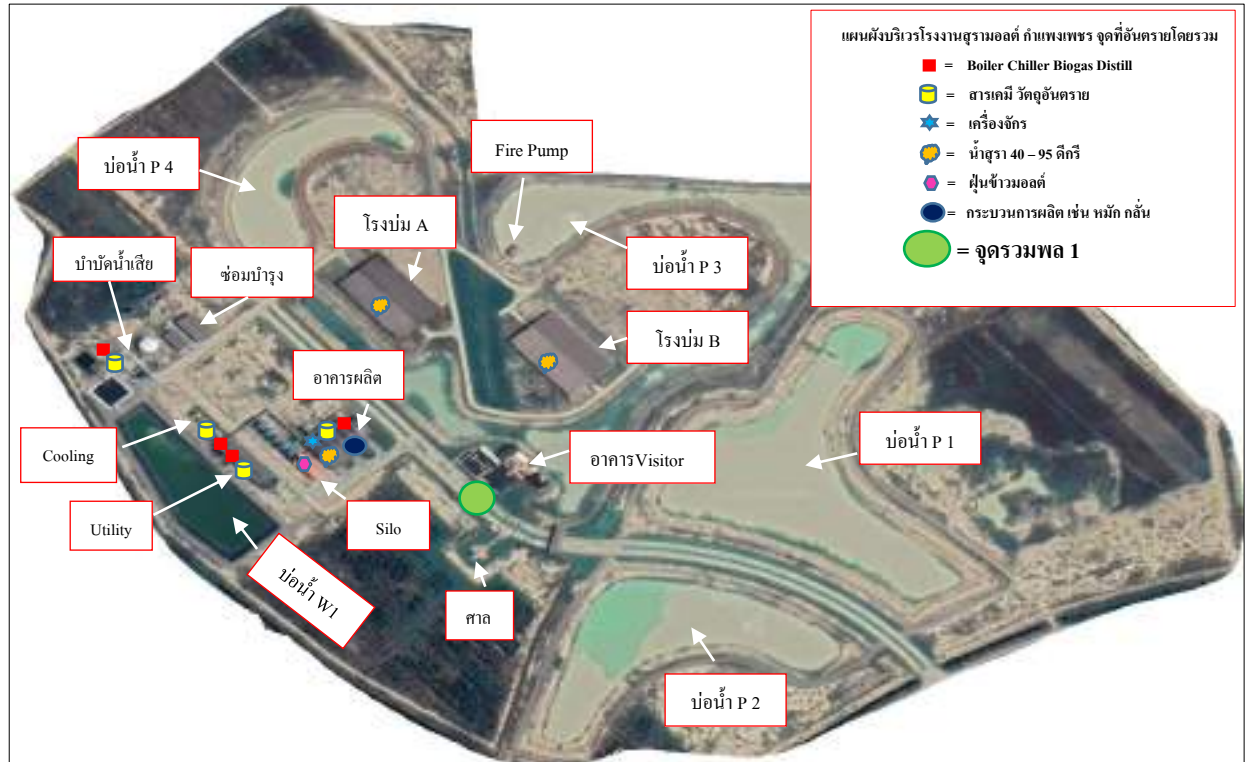 แผนผังบริเวรโรงงานสุรามอลต์ กำแพงเพชร จุดที่อันตรายโดยรวม
= Boiler Chiller Biogas Distill
= สารเคมี วัตถุอันตราย
= เครื่องจักร
= น้ำสุรา 40 – 95 ดีกรี
= ฝุ่นข้าวมอลต์
= กระบวนการผลิต เช่น หมัก กลั่น
= จุดรวมพล 1
บ่อน้ำ P 4
Fire Pump
โรงบ่ม A
บ่อน้ำ P 3
บำบัดน้ำเสีย
ซ่อมบำรุง
โรงบ่ม B
อาคารผลิต
Cooling
อาคารVisitor
บ่อน้ำ P 1
Utility
Silo
บ่อน้ำ W1
ศาล
บ่อน้ำ P 2